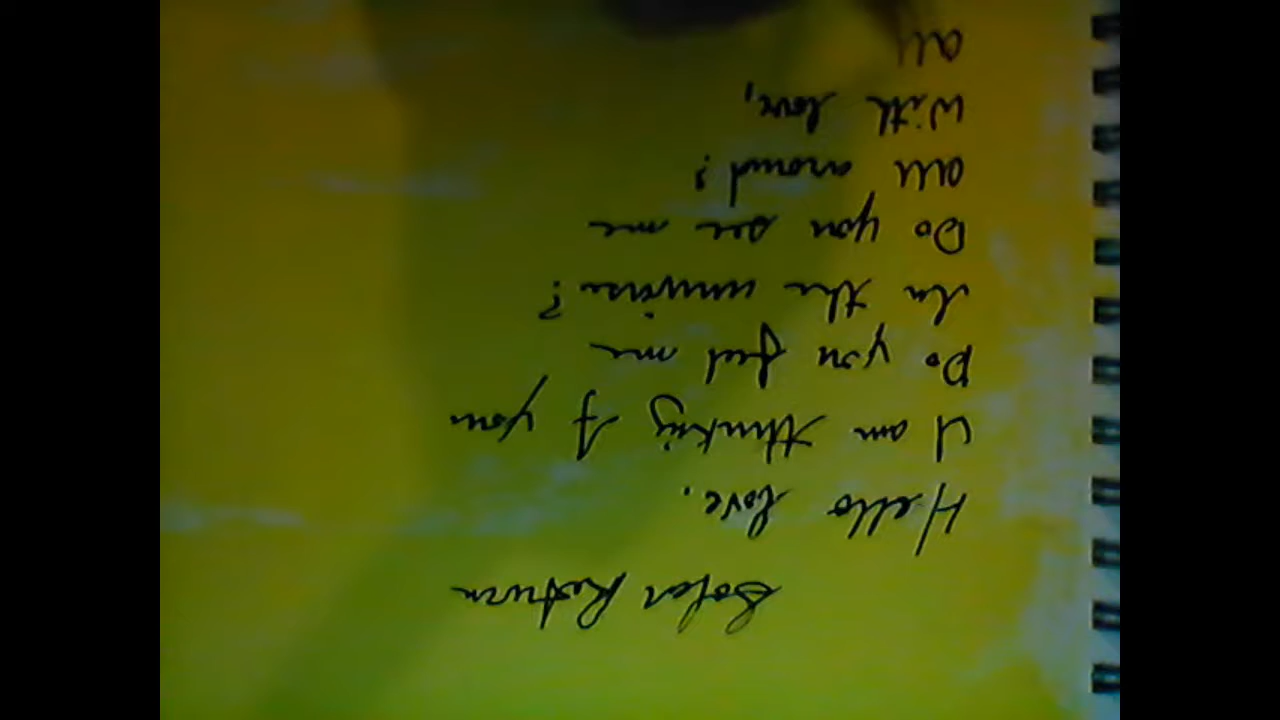 Solar Return
Hello love.
I am thinking of you
Do you feel me
In the universe?
Do you see me
all around?
With love,
all